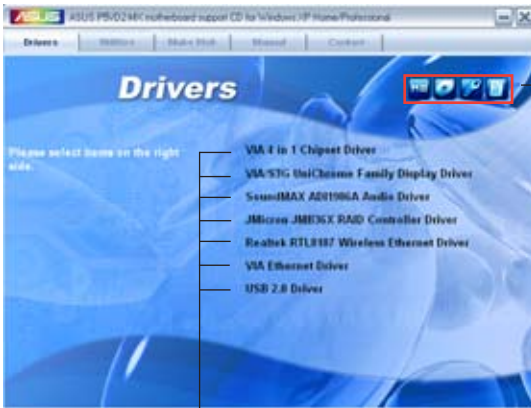 ASUS ASUS P5VD2-MX motherboard support CD for Windows XP Home/Professional
Drivers Utilities Make Disk Manual Contact
Drivers
Please select items on the right
side.
VIA 4 in 1 Chipset Driver
VIA/S3G UniChrome Family Display Driver
SoundMAX ADI1986A Audio Driver
JMicron JMB36X RAID Controller Driver
Realtek RTL8187 Wireless Ethernet Driver
VIA Ethernet Driver
USB 2.0 Driver